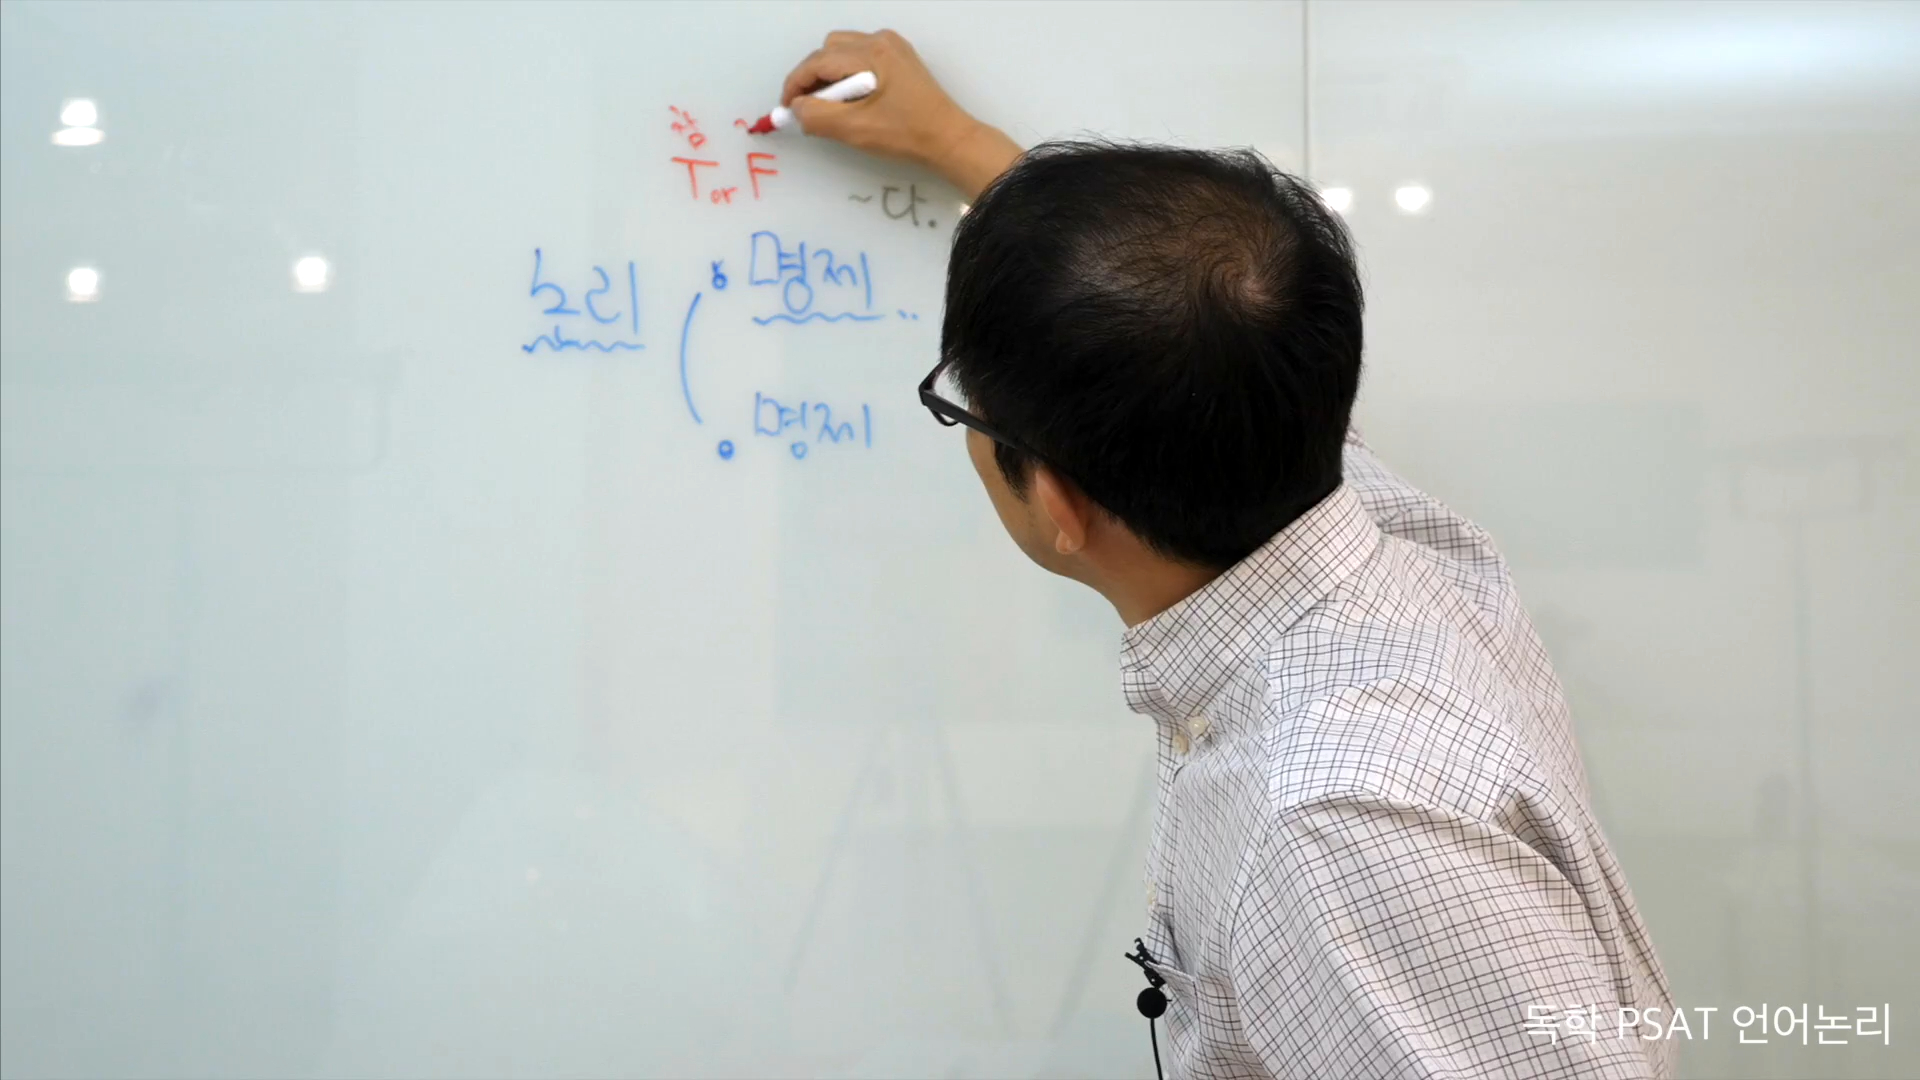 참
T or F
~다.
논리
명제
명제
독학 PSAT 언어논리